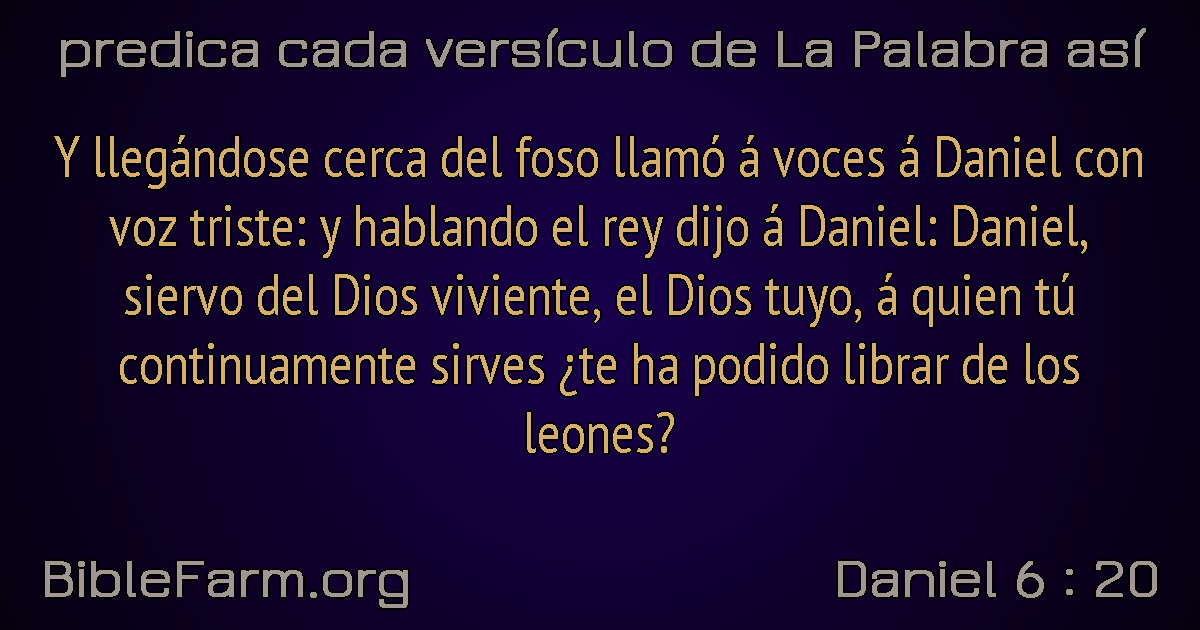 predica cada versículo de La Palabra así
Y llegándose cerca del foso llamó á voces á Daniel con
voz triste: y hablando el rey dijo á Daniel: Daniel,
siervo del Dios viviente, el Dios tuyo, á quien tú
continuamente sirves ¿te ha podido librar de los
leones?
BibleFarm.org
Daniel 6 : 20